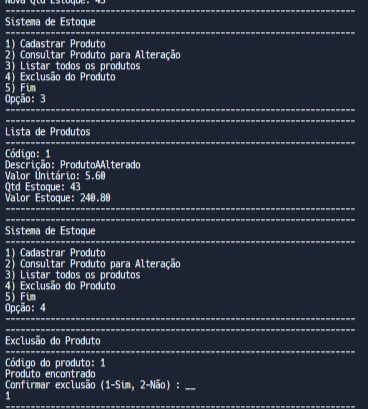 Nova Qtd Estoque: 43
----------------------------------------------------------------------
Sistema de Estoque
----------------------------------------------------------------------
1) Cadastrar Produto
2) Consultar Produto para Alteração
3) Listar todos os produtos
4) Exclusão do Produto
5) Fim
Opção: 3
----------------------------------------------------------------------
----------------------------------------------------------------------
Lista de Produtos
----------------------------------------------------------------------
Código: 1
Descrição: ProdutoAAlterado
Valor Unitário: 5.60
Qtd Estoque: 43
Valor Estoque: 240.80
----------------------------------------------------------------------
----------------------------------------------------------------------
Sistema de Estoque
----------------------------------------------------------------------
1) Cadastrar Produto
2) Consultar Produto para Alteração
3) Listar todos os produtos
4) Exclusão do Produto
5) Fim
Opção: 4
----------------------------------------------------------------------
----------------------------------------------------------------------
Exclusão do Produto
----------------------------------------------------------------------
Código do produto: 1
Produto encontrado
Confirmar exclusão (1-Sim, 2-Não) : __
1
----------------------------------------------------------------------